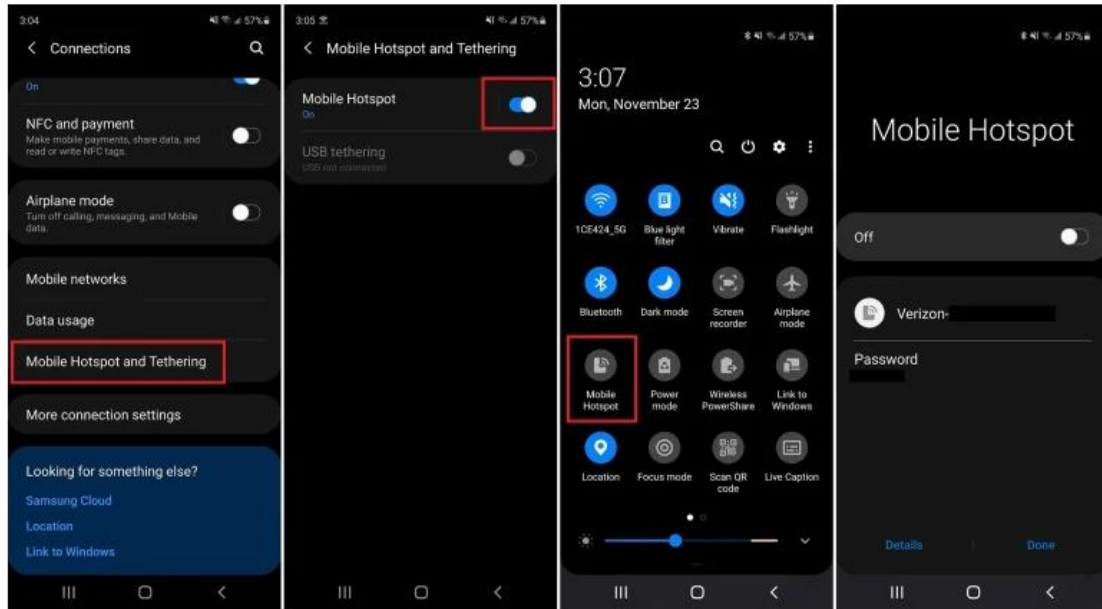 3:04
57%
Connections
On
NFC and payment
Make mobile payments, share data, and
read or write NFC tags.
Airplane mode
Turn off calling, messaging, and Mobile
data.
Mobile networks
Data usage
Mobile Hotspot and Tethering
More connection settings
Looking for something else?
Samsung Cloud
Location
Link to Windows
3:05
57%
Mobile Hotspot and Tethering
Mobile Hotspot
On
USB tethering
USB not connected
57%
3:07
Mon, November 23
1CE424_5G
Blue light
filter
Vibrate
Flashlight
Bluetooth
Dark mode
Screen
recorder
Airplane
mode
Mobile
Hotspot
Power
mode
Wireless
PowerShare
Link to
Windows
Location
Focus mode
Scan QR
code
Live Caption
57%
Mobile Hotspot
Off
Verizon-
Password
Details
Done